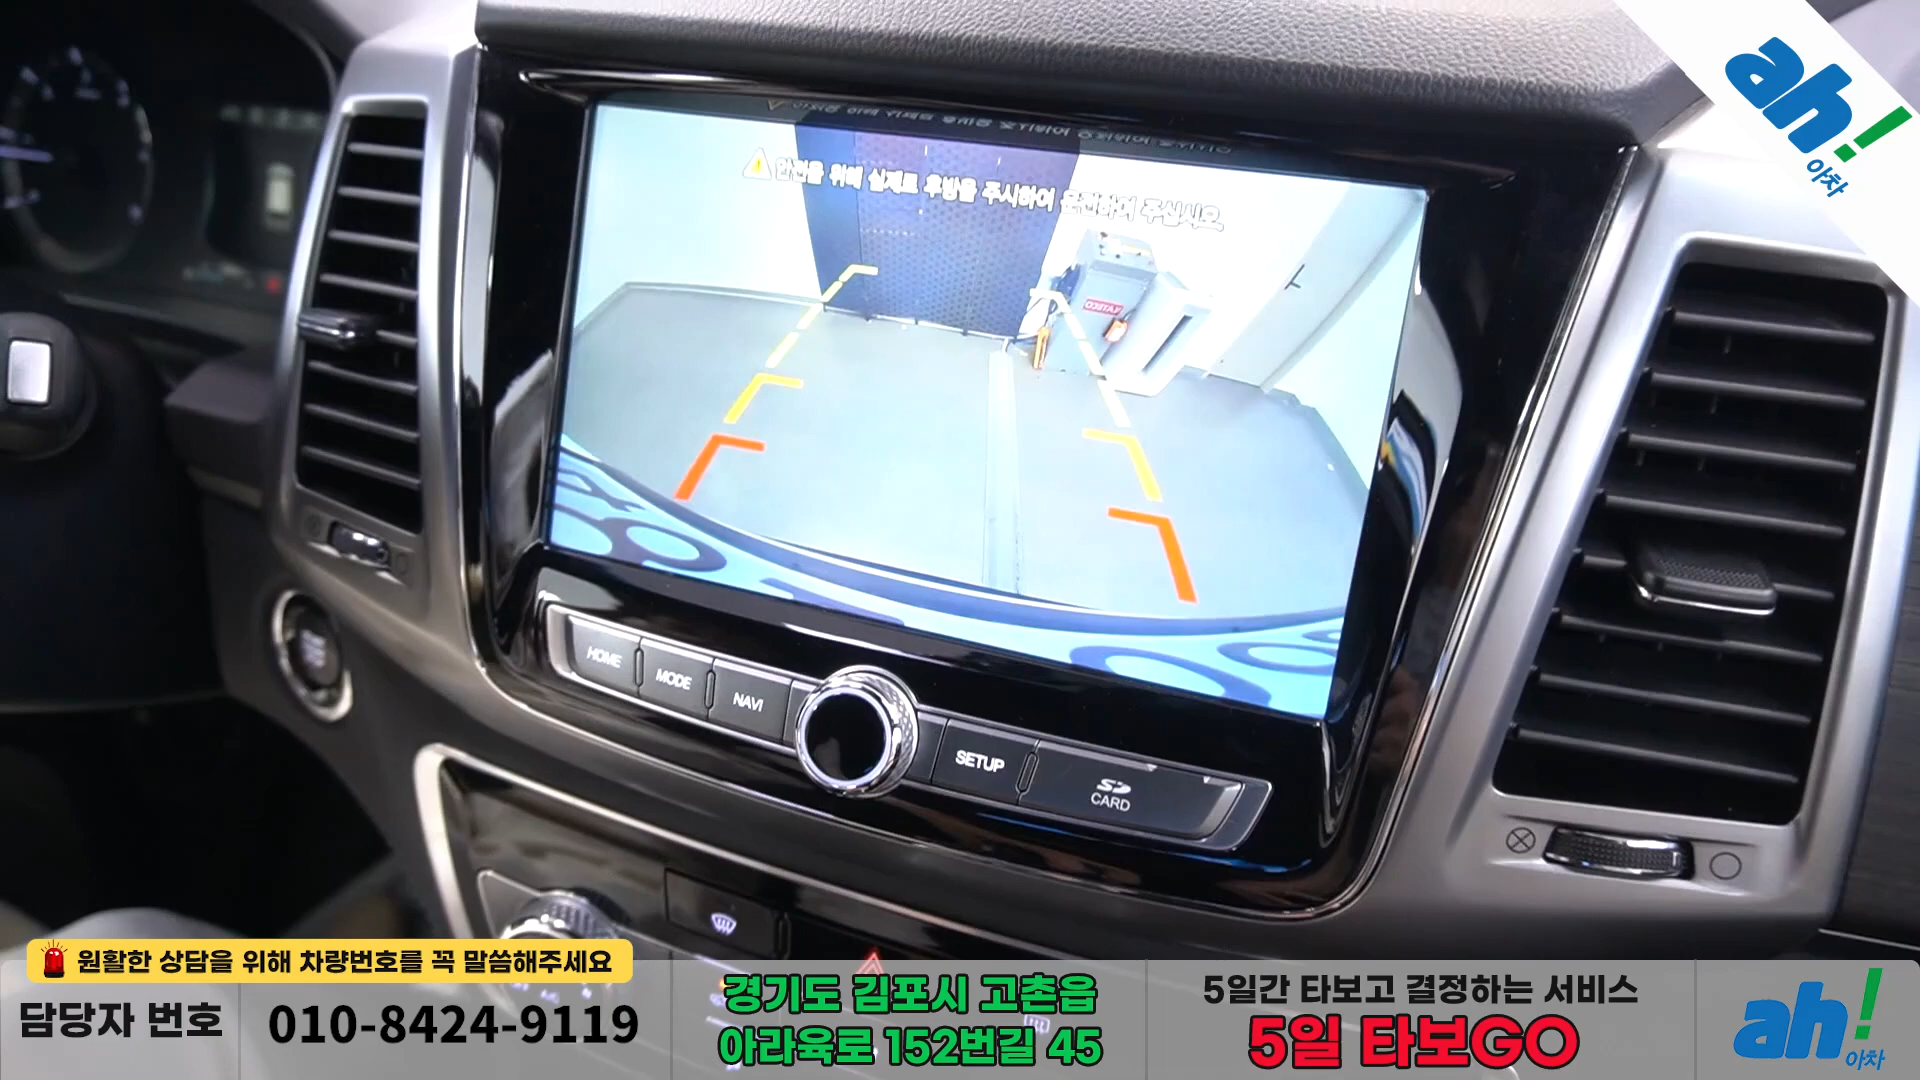 ah!
아차
안전을 위해 실제로 후방을 주시하여 운전하여 주십시오.
HOME
MODE
NAVI
SETUP
SD
CARD
원활한 상담을 위해 차량번호를 꼭 말씀해주세요
담당자 번호
010-8424-9119
경기도 김포시 고촌읍
아라육로 152번길 45
5일간 타보고 결정하는 서비스
5일 타보GO
ah!
아차